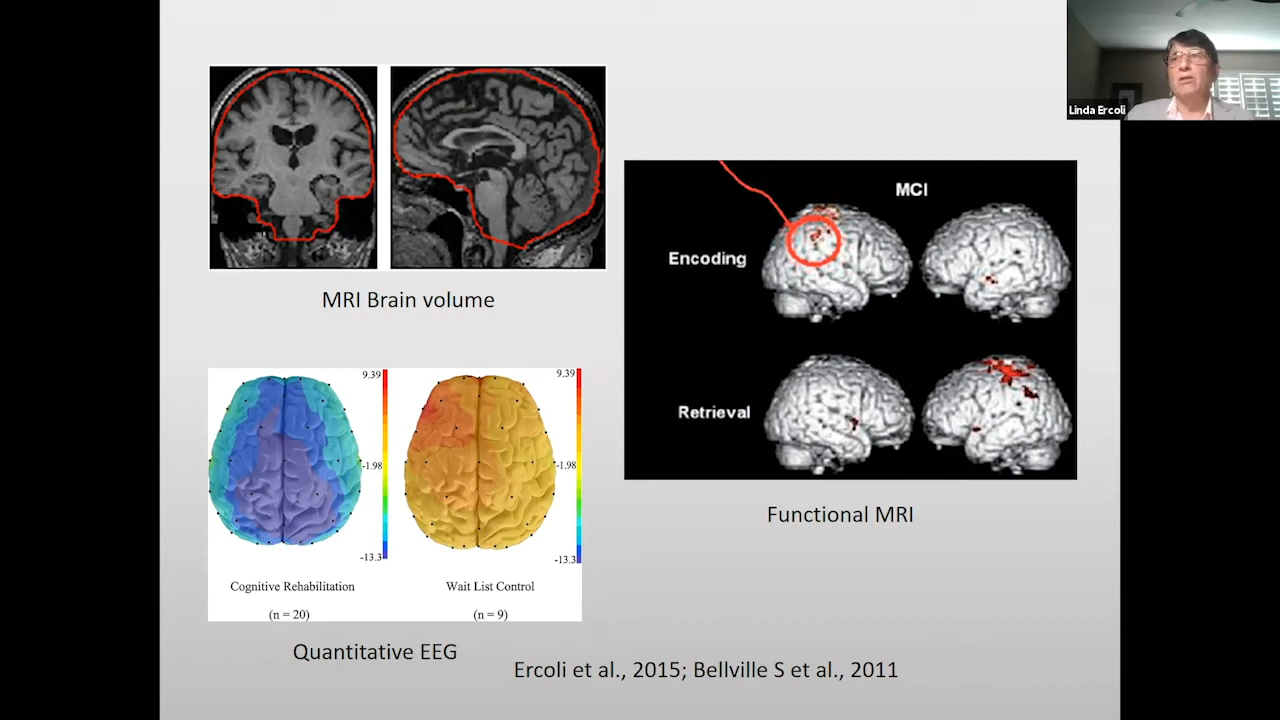 Linda Ercoli
MRI Brain volume
MCI
Encoding
Retrieval
Functional MRI
9.39
-1.98
-13.3
9.39
-1.98
-13.3
Cognitive Rehabilitation
(n = 20)
Wait List Control
(n = 9)
Quantitative EEG
Ercoli et al., 2015; Bellville S et al., 2011